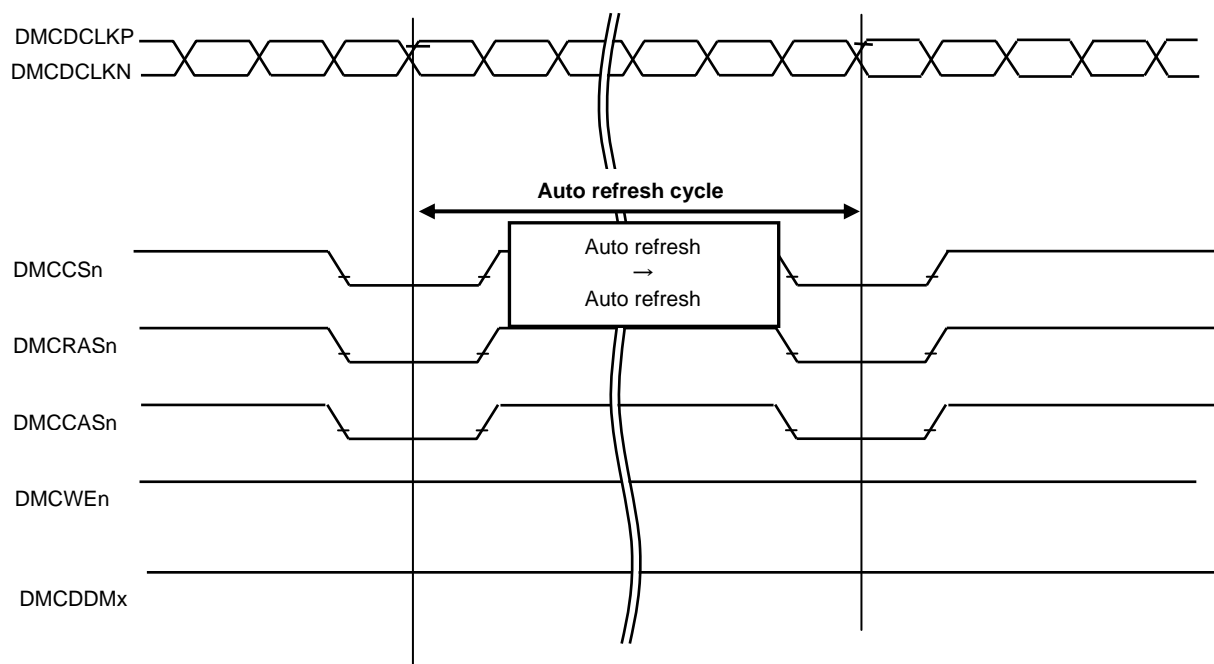 DMCDCLKP
DMCDCLKN
Auto refresh cycle
Auto refresh
→
Auto refresh
DMCCSn
DMCRASn
DMCCASn
DMCWEn
DMCDDMx